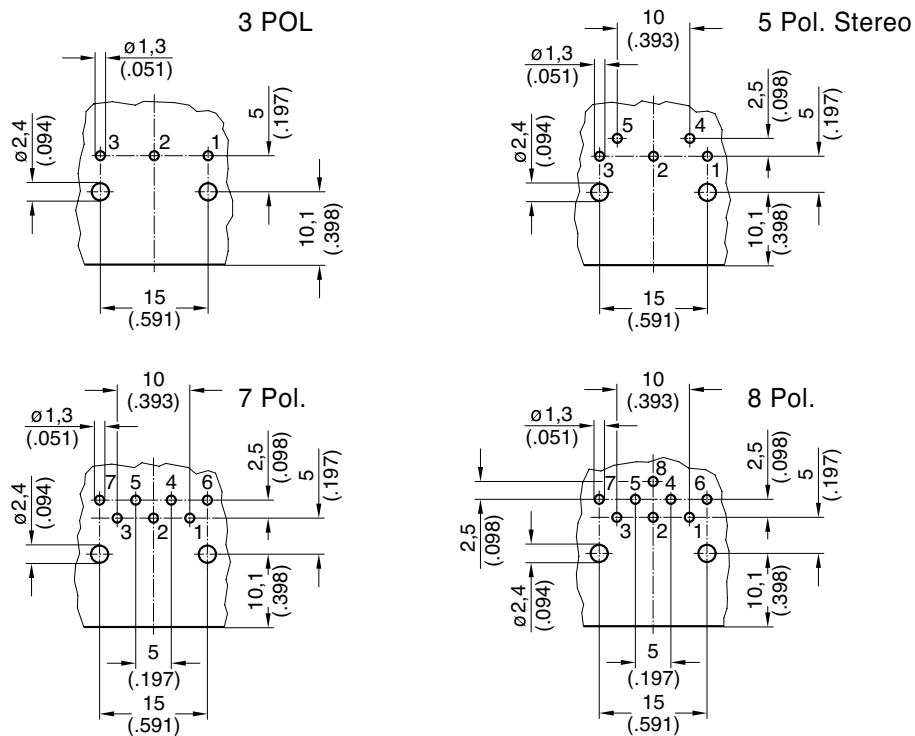 3 POL
ø1,3
(.051)
ø2,4
(.094)
3 2 1
5
(.197)
10,1
(.398)
15
(.591)
5 Pol. Stereo
10
(.393)
ø1,3
(.051)
2,5
(.098)
5
(.197)
ø2,4
(.094)
5 4
3 2 1
10,1
(.398)
15
(.591)
7 Pol.
10
(.393)
ø1,3
(.051)
2,5
(.098)
5
(.197)
ø2,4
(.094)
7 5 4 6
3 2 1
10,1
(.398)
5
(.197)
15
(.591)
8 Pol.
10
(.393)
ø1,3
(.051)
2,5
(.098)
5
(.197)
8
7 5 4 6
3 2 1
2,5
(.098)
ø2,4
(.094)
10,1
(.398)
5
(.197)
15
(.591)